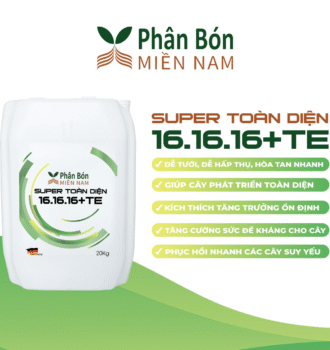 Phân Bón
MIỀN NAM
SUPER TOÀN DIỆN
16.16.16+TE
DỄ TƯỚI, DỄ HẤP THỤ, HÒA TAN NHANH
GIÚP CÂY PHÁT TRIỂN TOÀN DIỆN
KÍCH THÍCH TĂNG TRƯỞNG ỔN ĐỊNH
TĂNG CƯỜNG SỨC ĐỀ KHÁNG CHO CÂY
PHỤC HỒI NHANH CÁC CÂY SUY YẾU
Phân Bón
MIỀN NAM
SUPER TOÀN DIỆN
16.16.16+TE
20Kg